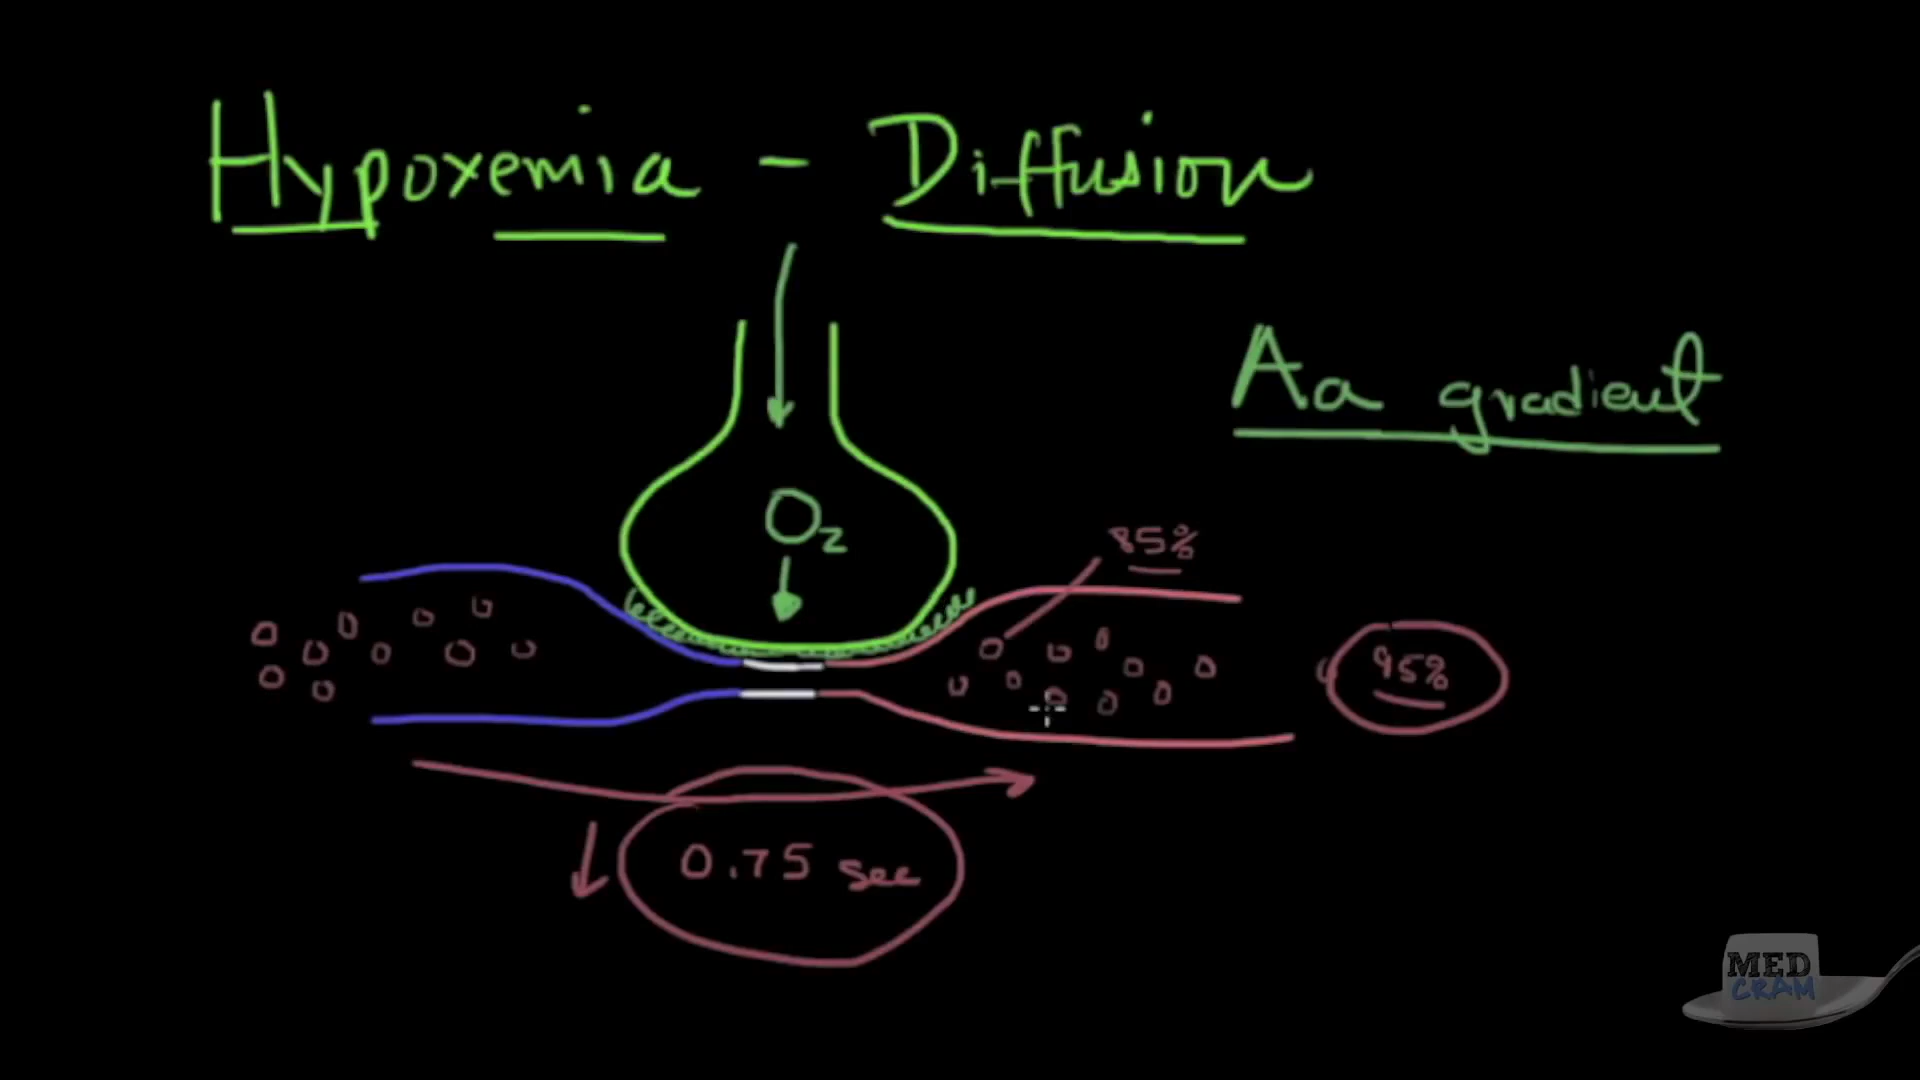 Hypoxemia - Diffusion
Aa gradient
O2
85%
95%
0.75 sec
MED
CRAM